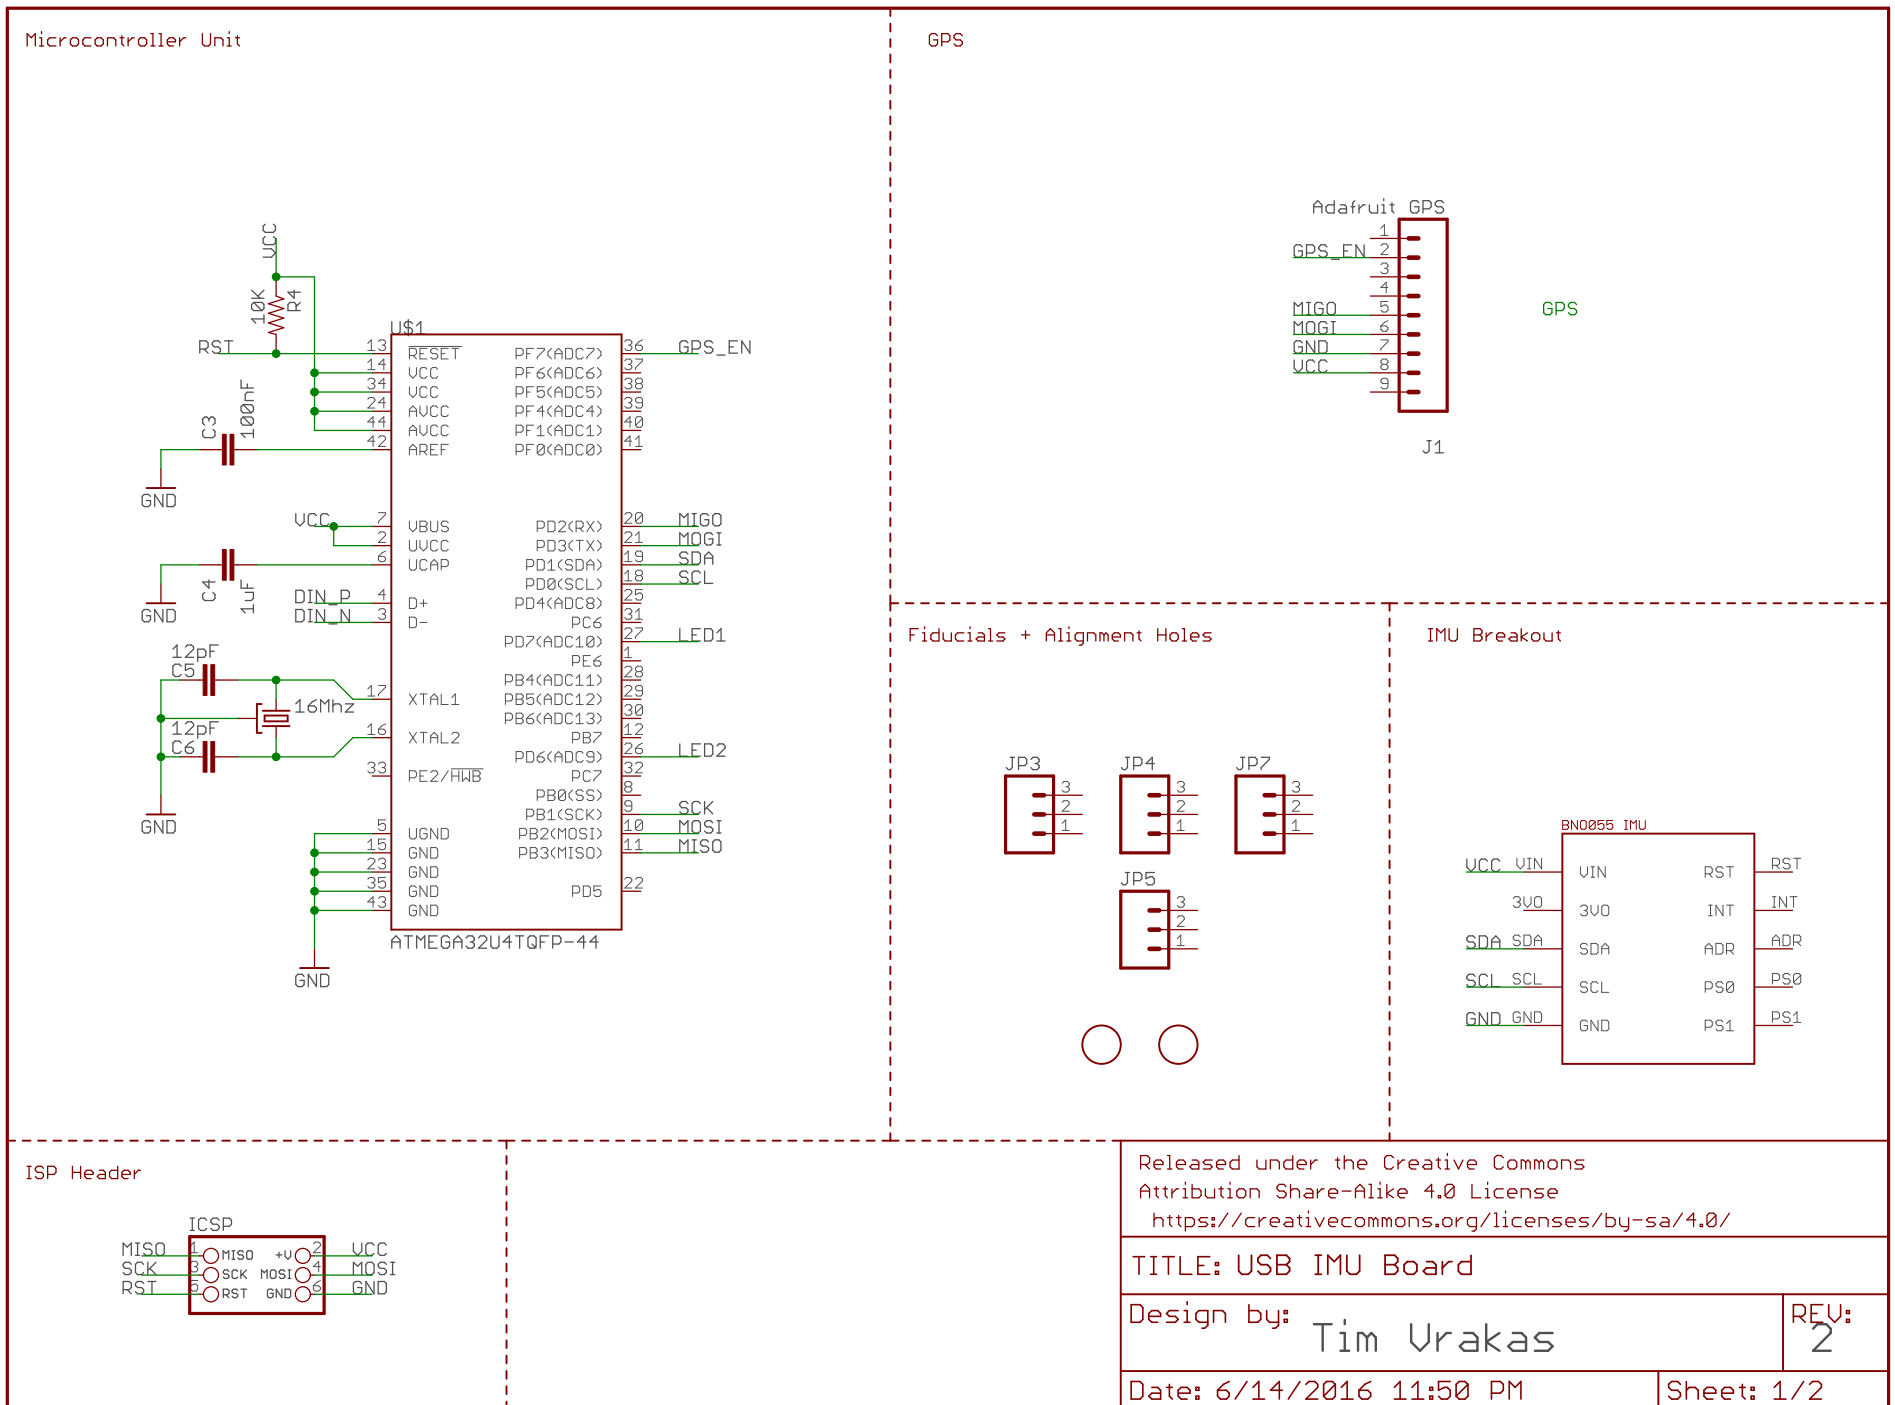 Microcontroller Unit
VCC
10K
R4
RST
C3
100nF
GND
VCC
C4
1uF
GND
DIN_P
DIN_N
12pF
C5
16Mhz
12pF
C6
GND
GND
U$1
13 RESET PF7(ADC7) 36 GPS_EN
14 VCC PF6(ADC6) 37
34 VCC PF5(ADC5) 38
24 AVCC PF4(ADC4) 39
44 AVCC PF1(ADC1) 40
42 AREF PF0(ADC0) 41
7 VBUS PD2(RX) 20 MIGO
2 UVCC PD3(TX) 21 MOGI
6 UCAP PD1(SDA) 19 SDA
PD0(SCL) 18 SCL
4 D+ PD4(ADC8) 25
3 D- PC6 31
PD7(ADC10) 27 LED1
PE6 1
PB4(ADC11) 28
17 XTAL1 PB5(ADC12) 29
PB6(ADC13) 30
16 XTAL2 PB7 12
PD6(ADC9) 26 LED2
33 PE2/HWB PC7 32
PB0(SS) 8
PB1(SCK) 9 SCK
5 UGND PB2(MOSI) 10 MOSI
15 GND PB3(MISO) 11 MISO
23 GND
35 GND PD5 22
43 GND
ATMEGA32U4TQFP-44
GPS
Adafruit GPS
1
GPS_EN 2
3
4
MIGO 5
MOGI 6
GND 7
VCC 8
9
J1
GPS
Fiducials + Alignment Holes
JP3
3
2
1
JP4
3
2
1
JP7
3
2
1
JP5
3
2
1
IMU Breakout
BNO055 IMU
VCC VIN VIN RST RST
3VO 3VO INT INT
SDA SDA SDA ADR ADR
SCL SCL SCL PS0 PS0
GND GND GND PS1 PS1
ISP Header
ICSP
MISO 1 MISO +V 2 VCC
SCK 3 SCK MOSI 4 MOSI
RST 5 RST GND 6 GND
Released under the Creative Commons
Attribution Share-Alike 4.0 License
https://creativecommons.org/licenses/by-sa/4.0/
TITLE: USB IMU Board
Design by: Tim Vrakas
REV: 2
Date: 6/14/2016 11:50 PM
Sheet: 1/2